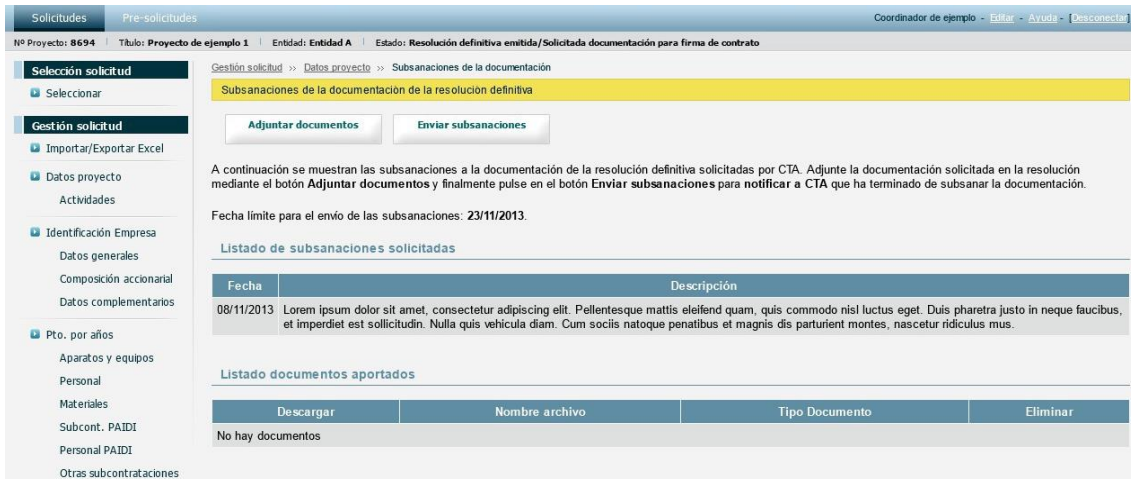 Solicitudes Pre-solicitudes Coordinador de ejemplo - Editar - Ayuda - [Desconectar]
Nº Proyecto: 8694 Título: Proyecto de ejemplo 1 Entidad: Entidad A Estado: Resolución definitiva emitida/Solicitada documentación para firma de contrato
Selección solicitud
Seleccionar
Gestión solicitud
Importar/Exportar Excel
Datos proyecto
Actividades
Identificación Empresa
Datos generales
Composición accionarial
Datos complementarios
Pto. por años
Aparatos y equipos
Personal
Materiales
Subcont. PAIDI
Personal PAIDI
Otras subcontrataciones
Gestión solicitud >> Datos proyecto >> Subsanaciones de la documentación
Subsanaciones de la documentación de la resolución definitiva
Adjuntar documentos Enviar subsanaciones
A continuación se muestran las subsanaciones a la documentación de la resolución definitiva solicitadas por CTA. Adjunte la documentación solicitada en la resolución
mediante el botón Adjuntar documentos y finalmente pulse en el botón Enviar subsanaciones para notificar a CTA que ha terminado de subsanar la documentación.
Fecha límite para el envío de las subsanaciones: 23/11/2013.
Listado de subsanaciones solicitadas
Fecha Descripción
08/11/2013 Lorem ipsum dolor sit amet, consectetur adipiscing elit. Pellentesque mattis eleifend quam, quis commodo nisl luctus eget. Duis pharetra justo in neque faucibus,
et imperdiet est sollicitudin. Nulla quis vehicula diam. Cum sociis natoque penatibus et magnis dis parturient montes, nascetur ridiculus mus.
Listado documentos aportados
Descargar Nombre archivo Tipo Documento Eliminar
No hay documentos